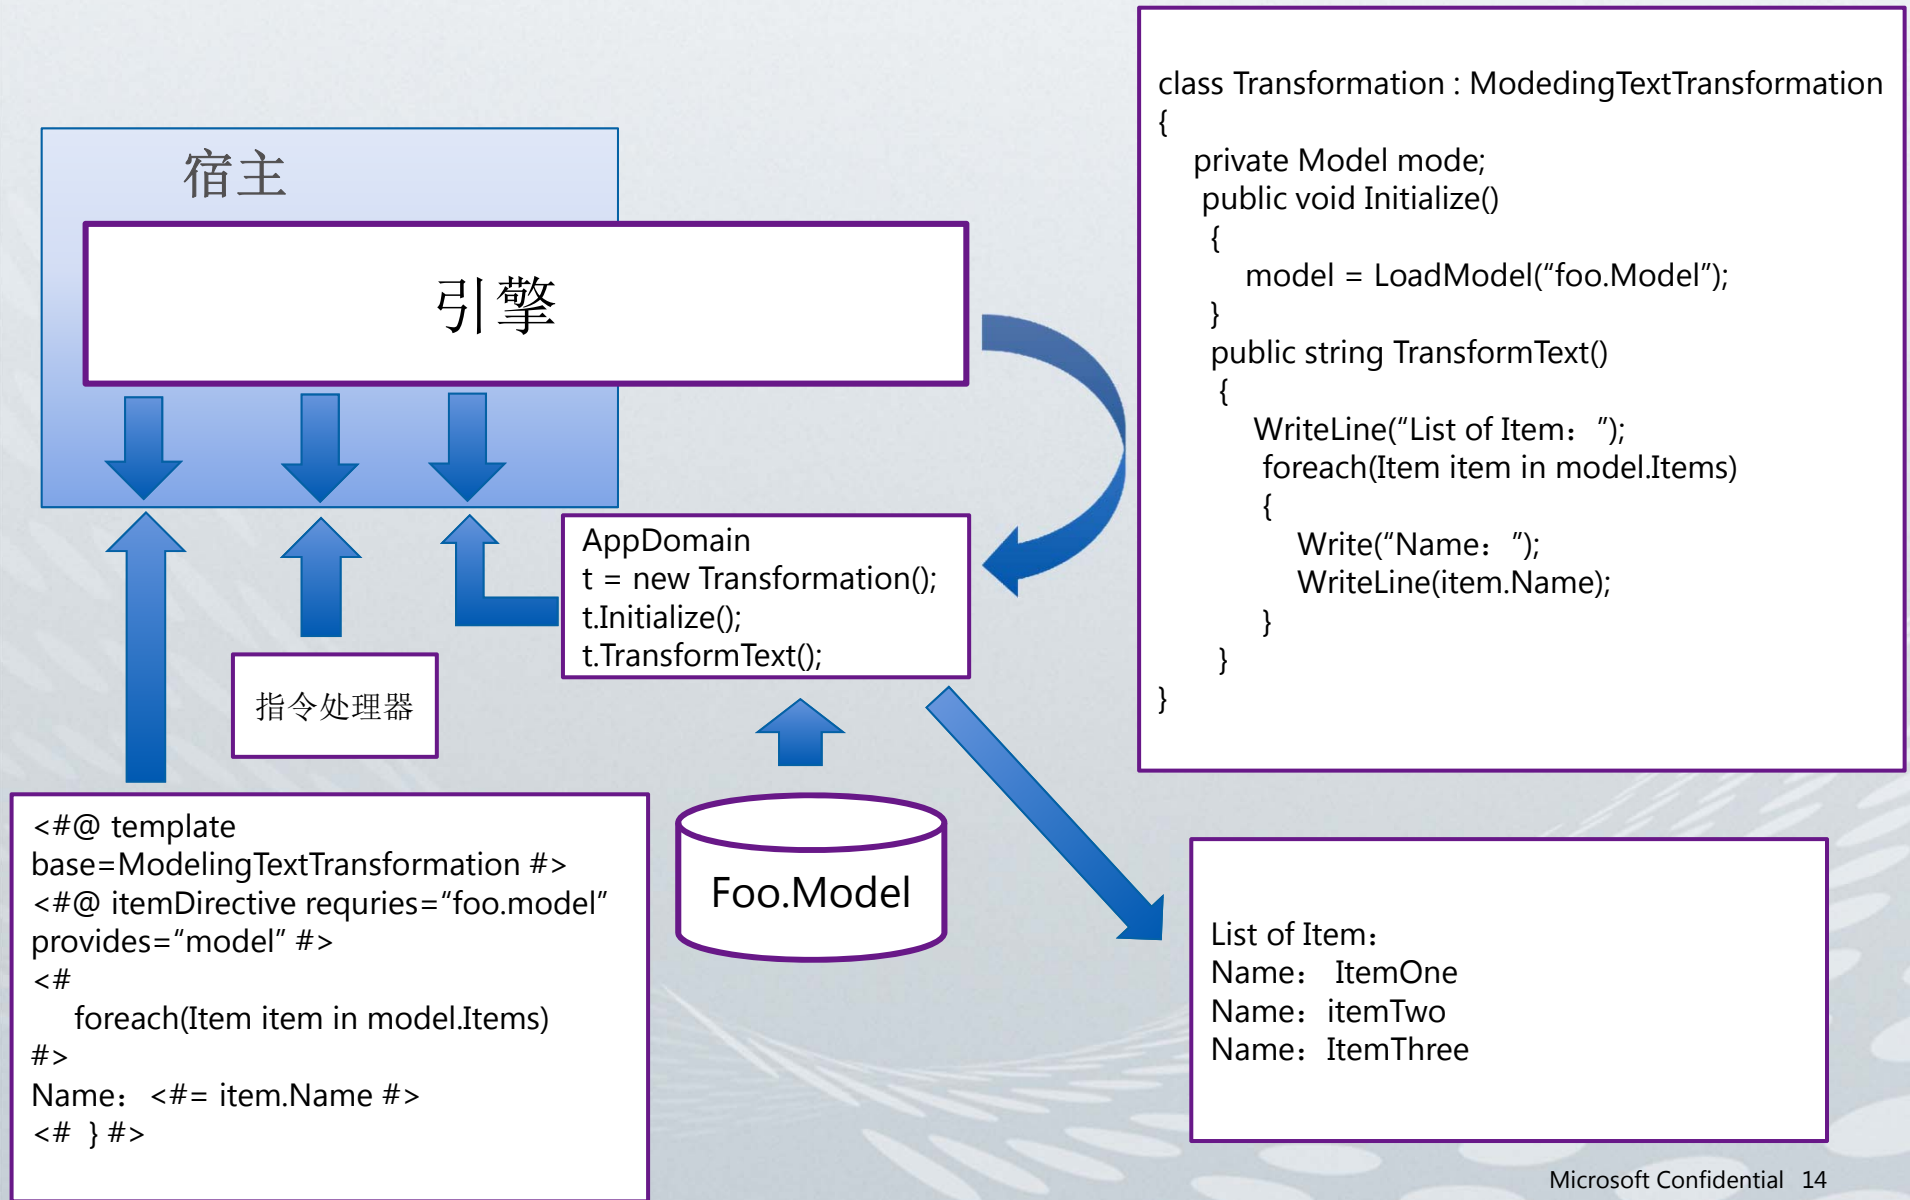 宿主
引擎
AppDomain
t = new Transformation();
t.Initialize();
t.TransformText();
指令处理器
<#@ template
base=ModelingTextTransformation #>
<#@ itemDirective requries=“foo.model”
provides=“model” #>
<#
foreach(Item item in model.Items)
#>
Name：<#= item.Name #>
<# } #>
Foo.Model
class Transformation : ModedingTextTransformation
{
private Model mode;
public void Initialize()
{
model = LoadModel(“foo.Model”);
}
public string TransformText()
{
WriteLine(“List of Item：”);
foreach(Item item in model.Items)
{
Write(“Name：”);
WriteLine(item.Name);
}
}
}
List of Item：
Name： ItemOne
Name：itemTwo
Name：ItemThree
Microsoft Confidential 14